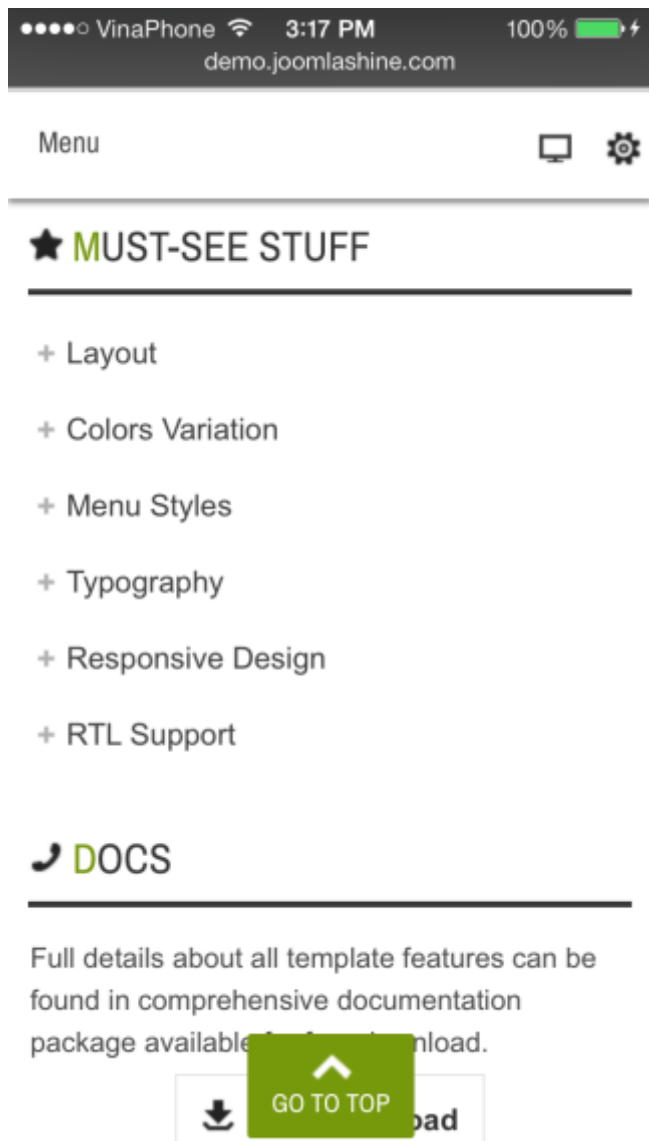 VinaPhone 3:17 PM 100%
demo.joomlashine.com
Menu
MUST-SEE STUFF
+ Layout
+ Colors Variation
+ Menu Styles
+ Typography
+ Responsive Design
+ RTL Support
DOCS
Full details about all template features can be
found in comprehensive documentation
package available
GO TO TOP